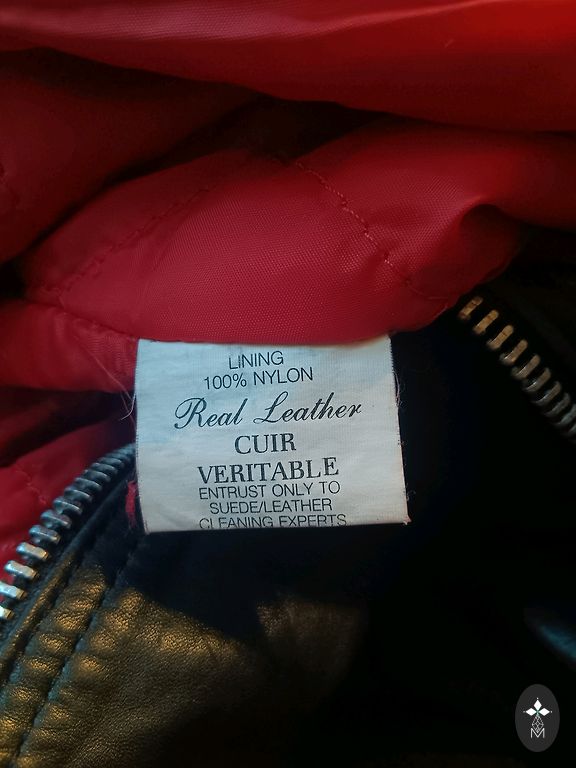 LINING
100% NYLON
Real Leather
CUIR
VERITABLE
ENTRUST ONLY TO
SUEDE/LEATHER
CLEANING EXPERTS
M